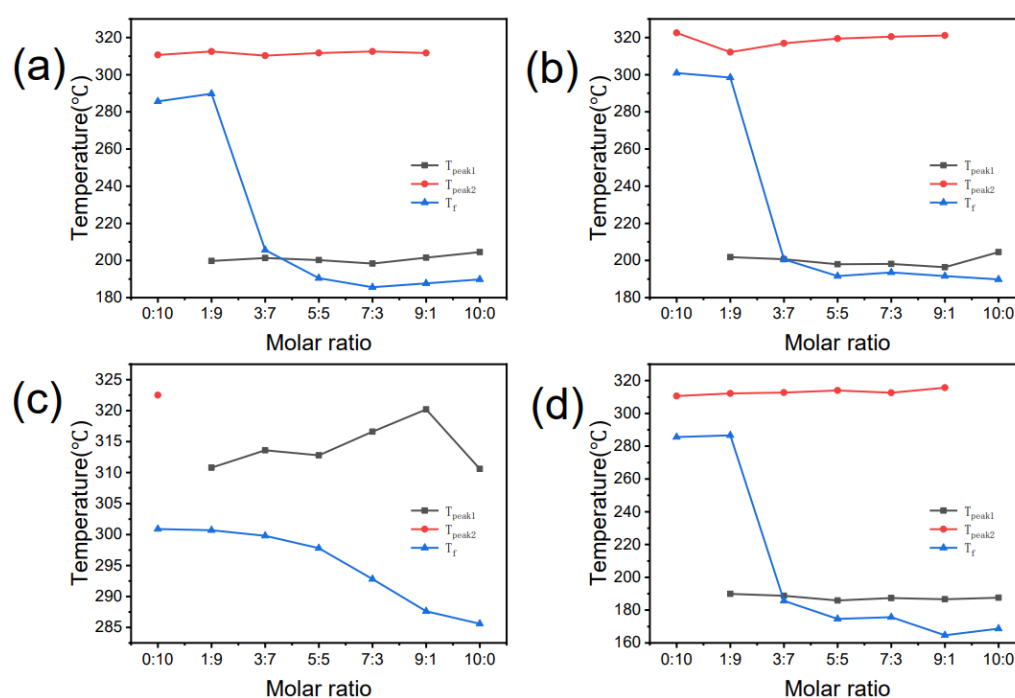 (a)
Temperature(℃)
320
300
280
260
240
220
200
180
0:10 1:9 3:7 5:5 7:3 9:1 10:0
Molar ratio
Tpeak1
Tpeak2
Tf
(b)
Temperature(℃)
320
300
280
260
240
220
200
180
0:10 1:9 3:7 5:5 7:3 9:1 10:0
Molar ratio
Tpeak1
Tpeak2
Tf
(c)
Temperature(℃)
325
320
315
310
305
300
295
290
285
0:10 1:9 3:7 5:5 7:3 9:1 10:0
Molar ratio
Tpeak1
Tpeak2
Tf
(d)
Temperature(℃)
320
300
280
260
240
220
200
180
160
0:10 1:9 3:7 5:5 7:3 9:1 10:0
Molar ratio
Tpeak1
Tpeak2
Tf